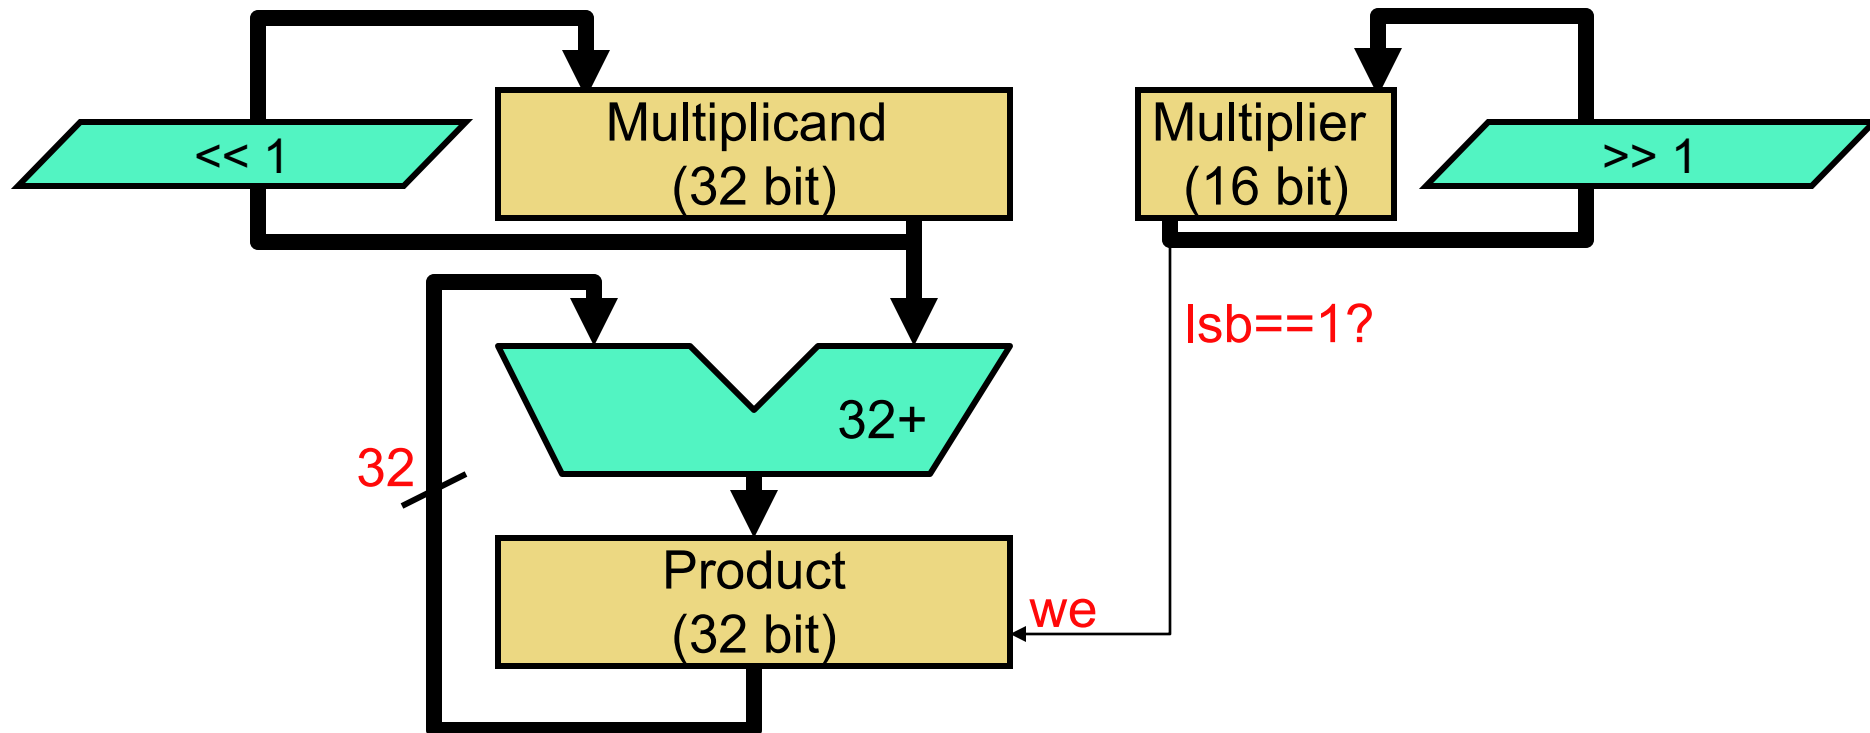 Multiplicand
(32 bit)
Multiplier
(16 bit)
<< 1
>> 1
lsb==1?
32+
32
Product
(32 bit)
we